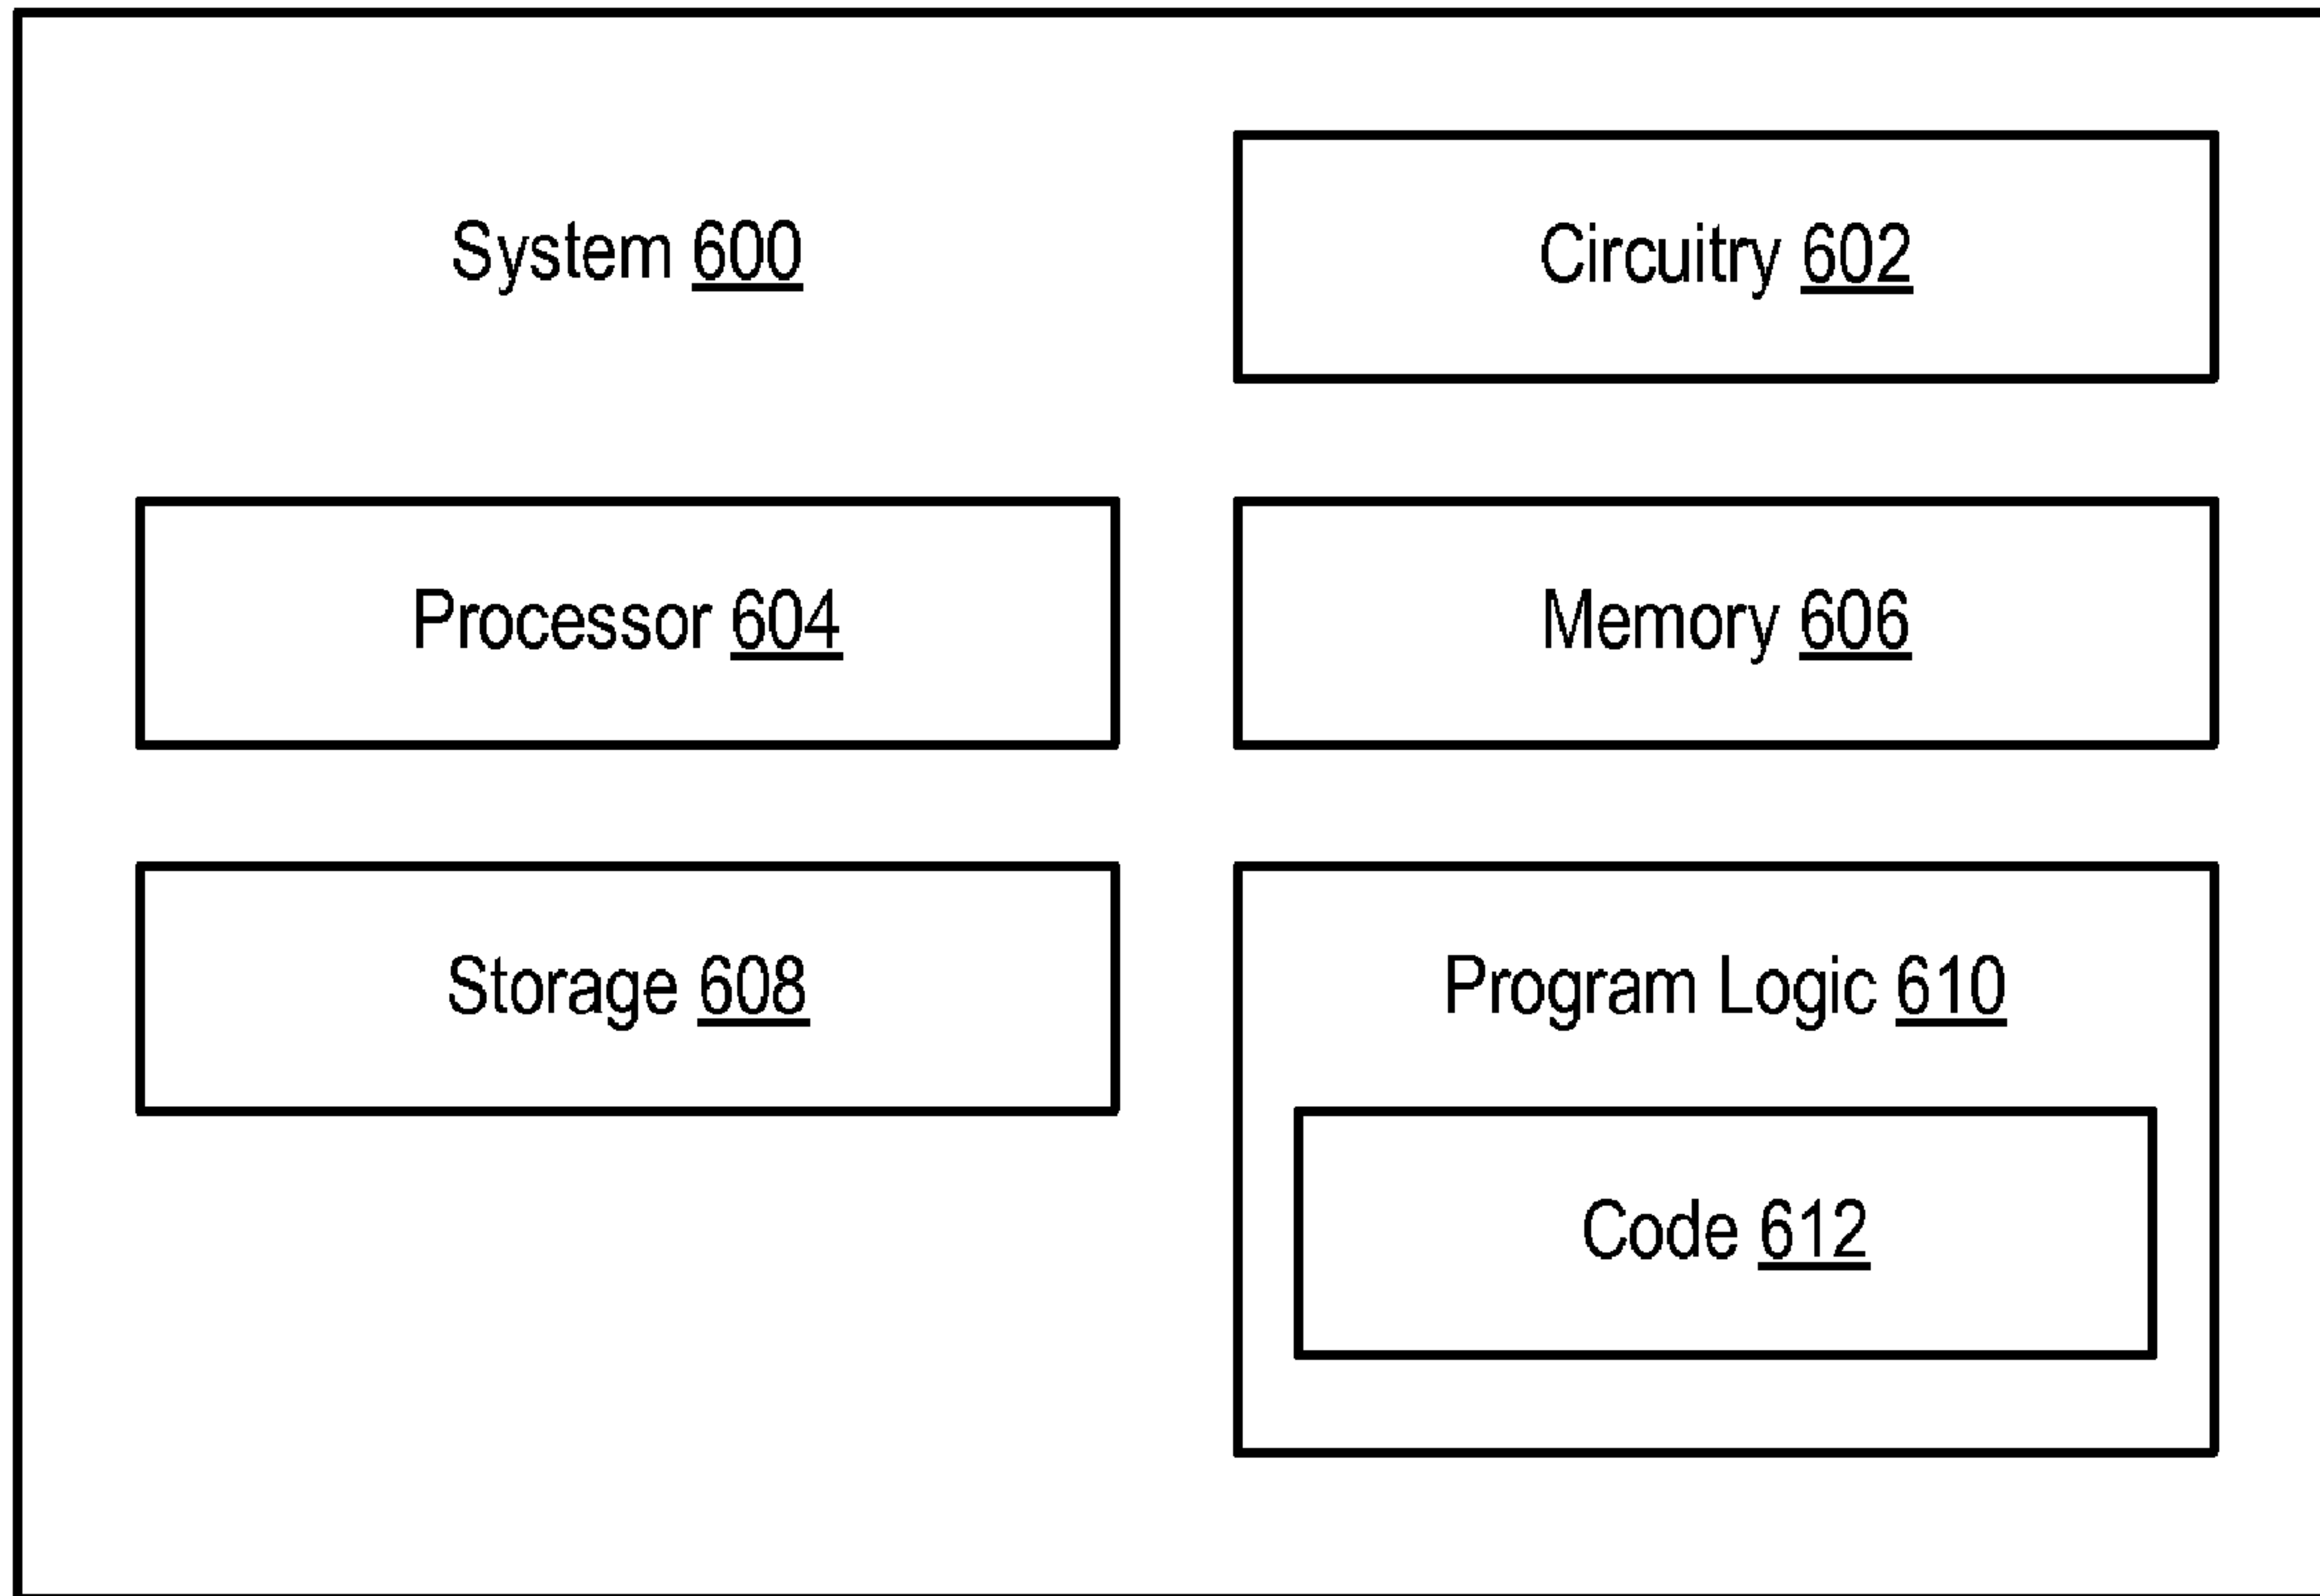 System 600
Circuitry 602
Processor 604
Memory 606
Storage 608
Program Logic 610
Code 612